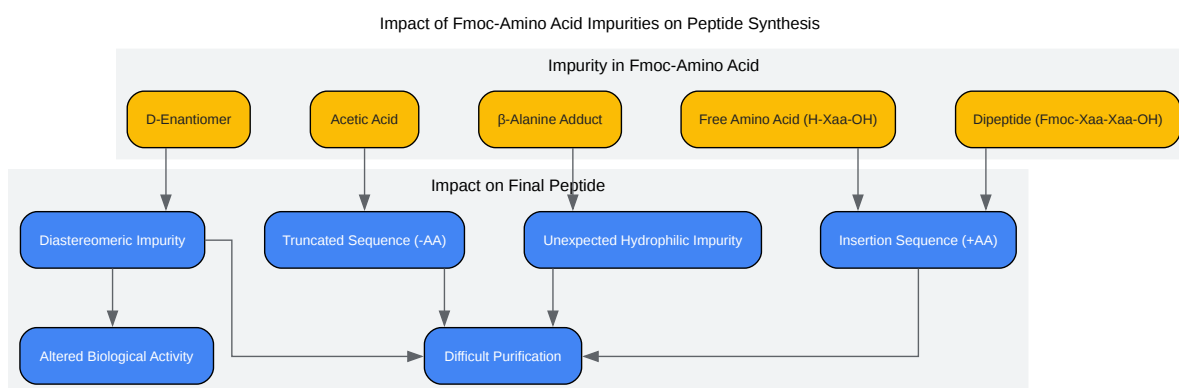 Impact of Fmoc-Amino Acid Impurities on Peptide Synthesis
Impurity in Fmoc-Amino Acid
D-Enantiomer
Acetic Acid
β-Alanine Adduct
Free Amino Acid (H-Xaa-OH)
Dipeptide (Fmoc-Xaa-Xaa-OH)
Impact on Final Peptide
Diastereomeric Impurity
Truncated Sequence (-AA)
Unexpected Hydrophilic Impurity
Insertion Sequence (+AA)
Altered Biological Activity
Difficult Purification